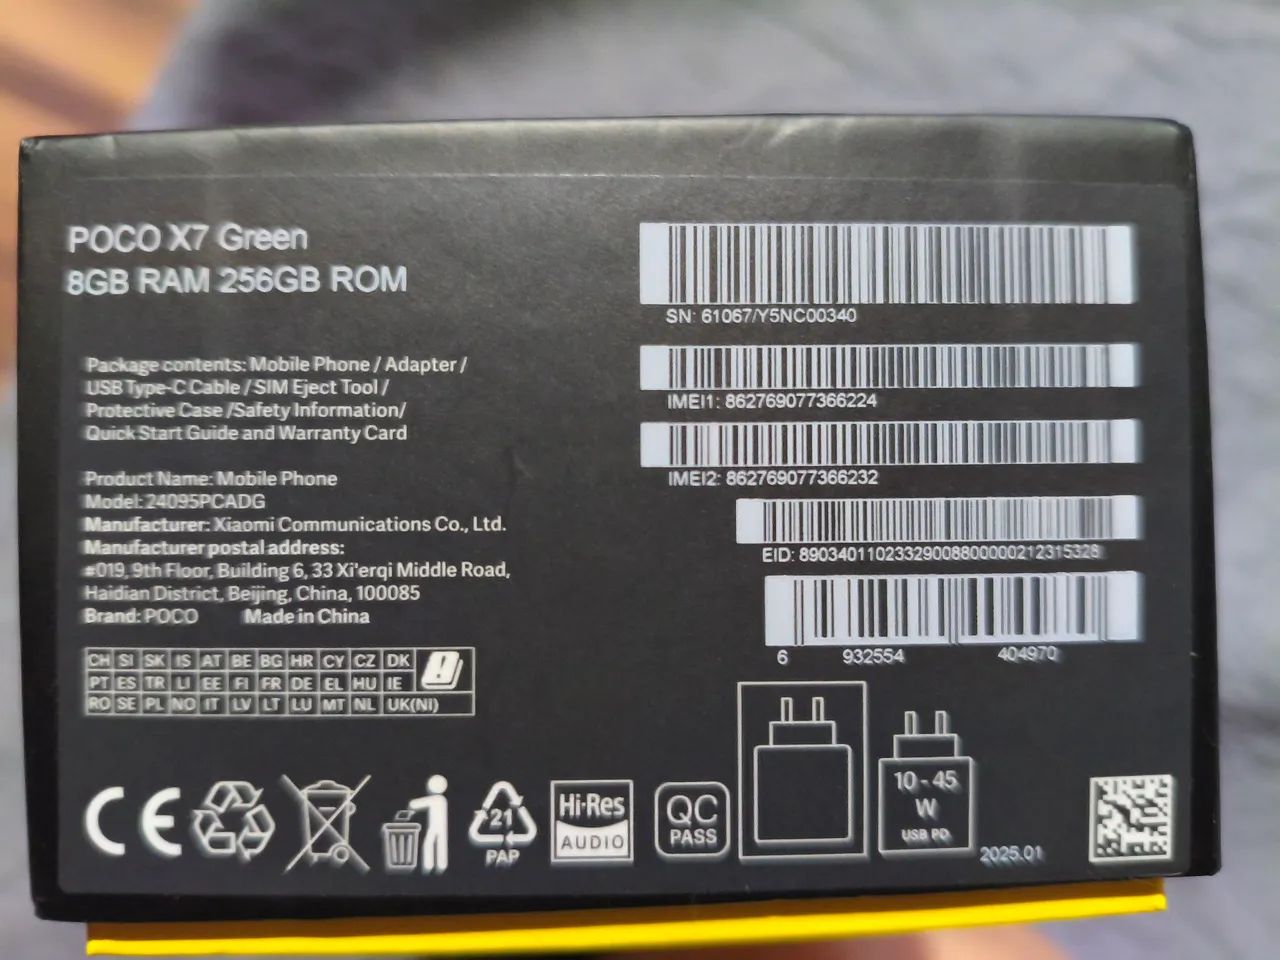 POCO X7 Green
8GB RAM 256GB ROM
Package contents: Mobile Phone / Adapter /
USB Type-C Cable / SIM Eject Tool /
Protective Case /Safety Information/
Quick Start Guide and Warranty Card
Product Name: Mobile Phone
Model: 24095PCADG
Manufacturer: Xiaomi Communications Co., Ltd.
Manufacturer postal address:
#019, 9th Floor, Building 6, 33 Xi'erqi Middle Road,
Haidian District, Beijing, China, 100085
Brand: POCO Made in China
CH SI SK IS AT BE BG HR CY CZ DK
PT ES TR LI EE FI FR DE EL HU IE
RO SE PL NO IT LV LT LU MT NL UK(NI)
SN: 61067/Y5NC00340
IMEI1: 862769077366224
IMEI2: 862769077366232
EID: 89034011023329008800000212315328
6 932554 404970
CE
21
PAP
Hi-Res
AUDIO
QC
PASS
10 - 45
W
USB PD
2025.01